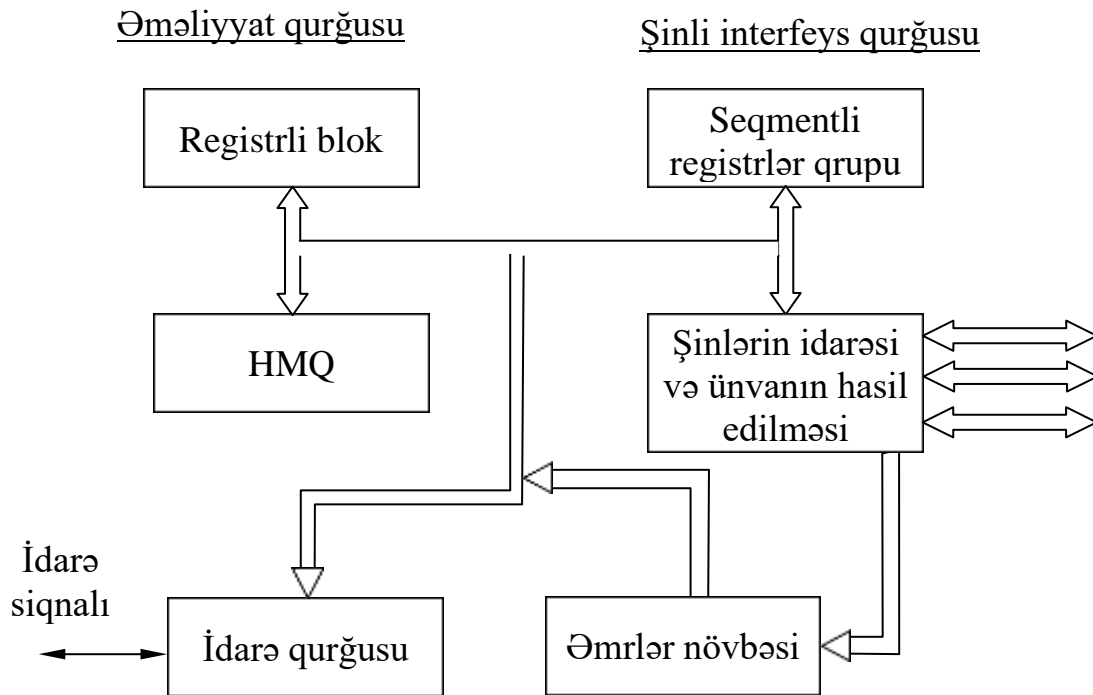 Əməliyyat qurğusu
Şinli interfeys qurğusu
Registrli blok
Seqmentli
registrlər qrupu
HMQ
Şinlərin idarəsi
və ünvanın hasil
edilməsi
İdarə
siqnalı
İdarə qurğusu
Əmrlər növbəsi